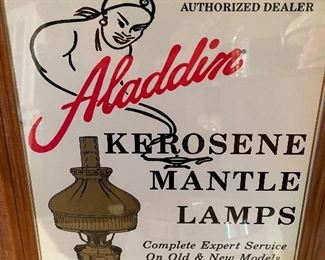 AUTHORIZED DEALER
Aladdin®
KEROSENE
MANTLE
LAMPS
Complete Expert Service
On Old & New Models